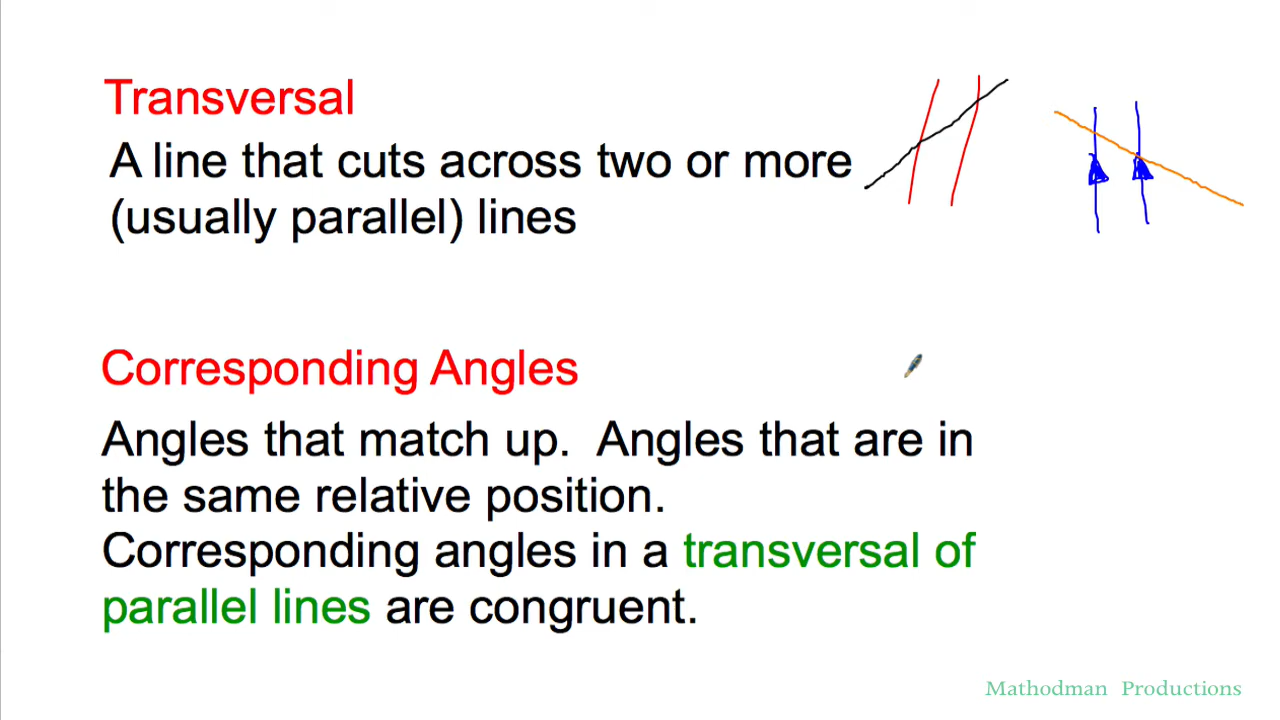 Transversal
A line that cuts across two or more
(usually parallel) lines
Corresponding Angles
Angles that match up.  Angles that are in
the same relative position.
Corresponding angles in a transversal of
parallel lines are congruent.
Mathodman Productions